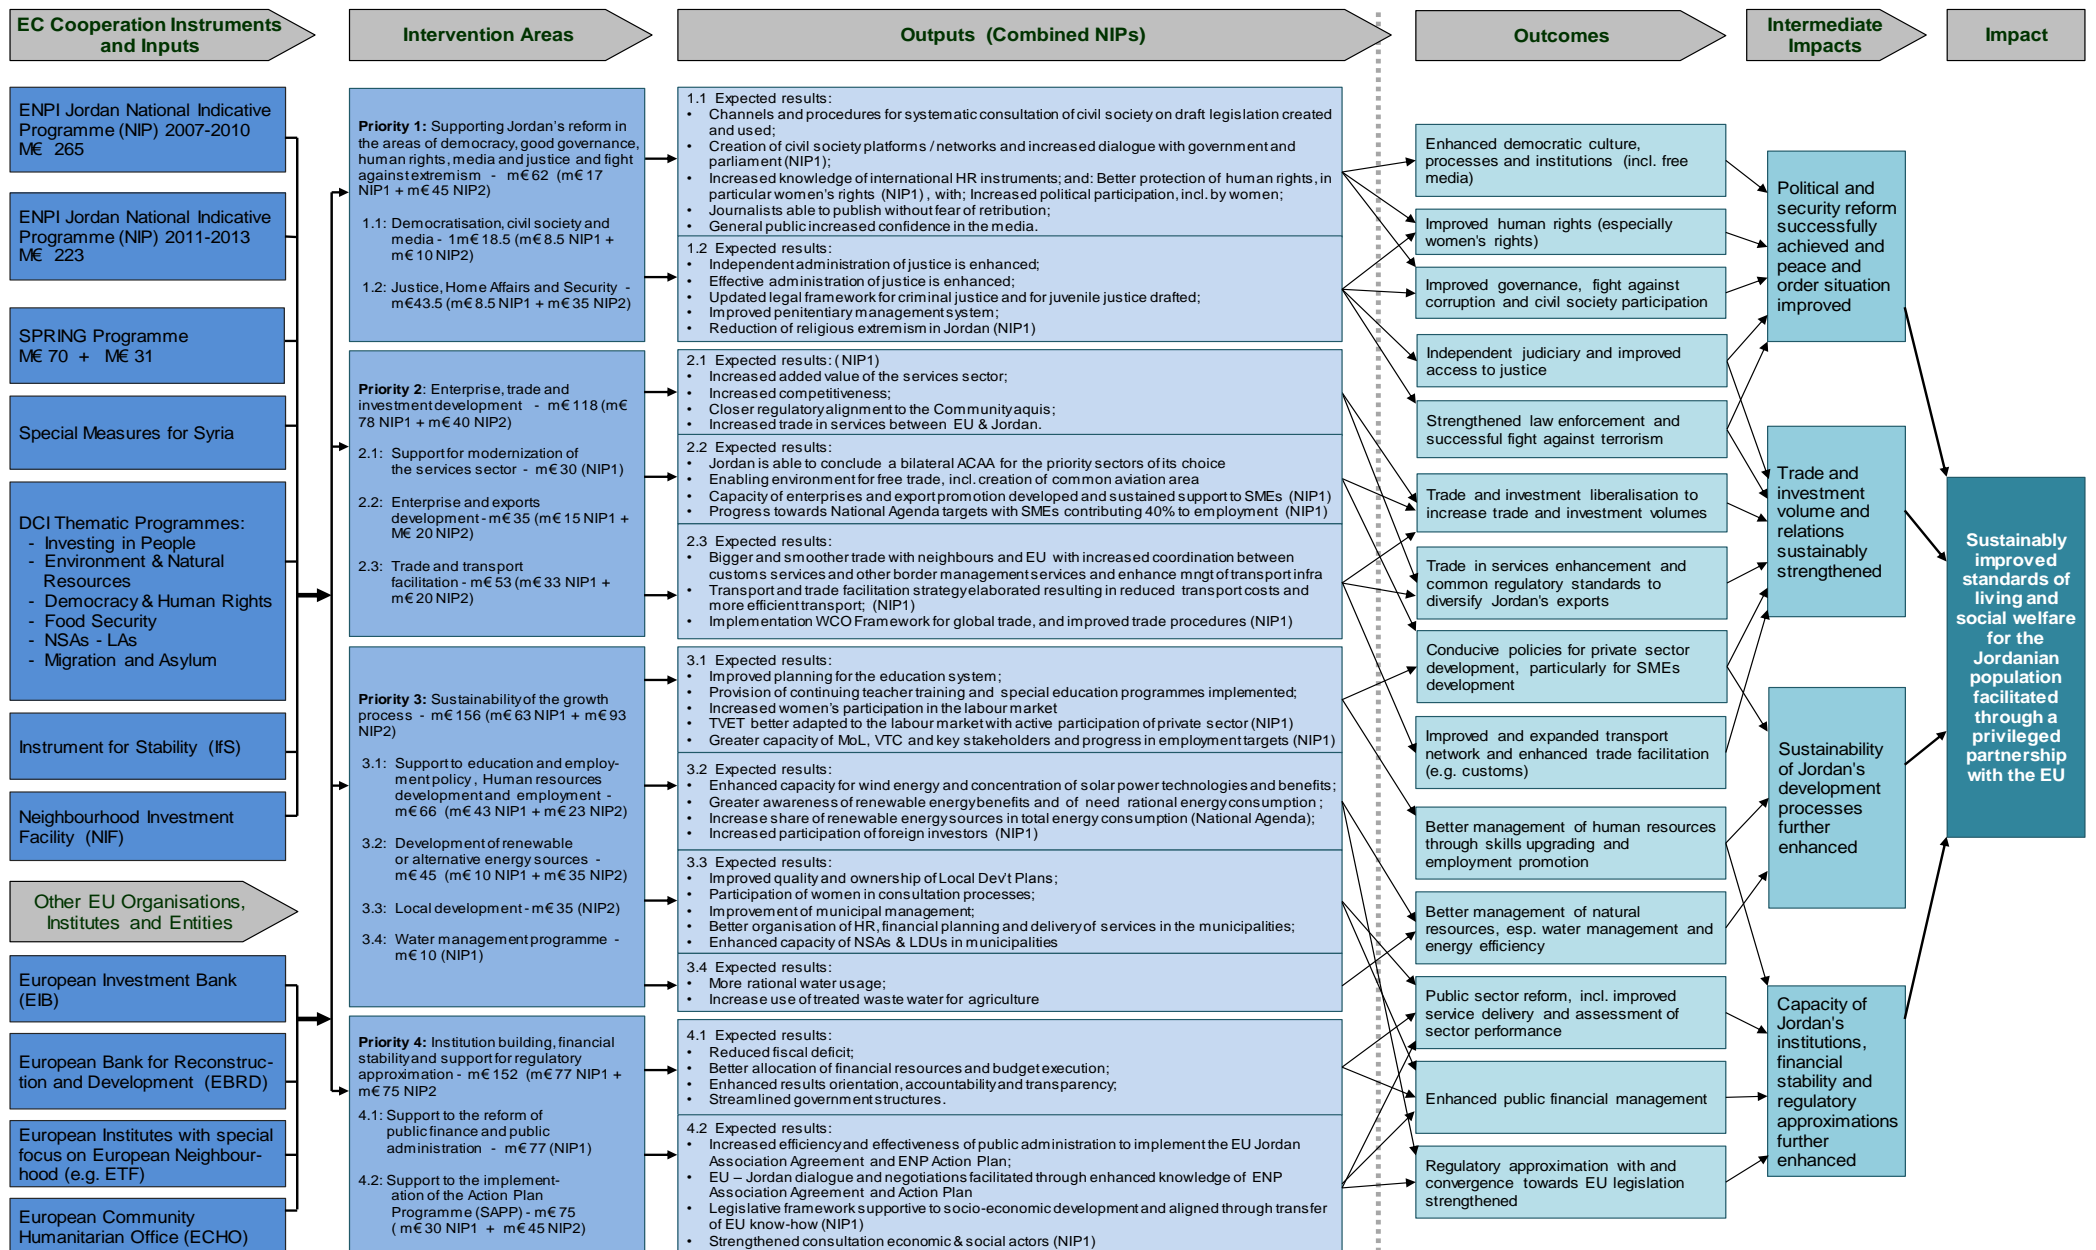 EC Cooperation Instruments
and Inputs
Intervention Areas
Outputs (Combined NIPs)
Outcomes
Intermediate
Impacts
Impact
ENPI Jordan National Indicative
Programme (NIP) 2007-2010
M€ 265
ENPI Jordan National Indicative
Programme (NIP) 2011-2013
M€ 223
SPRING Programme
M€ 70 + M€ 31
Special Measures for Syria
DCI Thematic Programmes:
- Investing in People
- Environment & Natural
Resources
- Democracy & Human Rights
- Food Security
- NSAs - LAs
- Migration and Asylum
Instrument for Stability (IfS)
Neighbourhood Investment
Facility (NIF)
Other EU Organisations,
Institutes and Entities
European Investment Bank
(EIB)
European Bank for Reconstruc-
tion and Development (EBRD)
European Institutes with special
focus on European Neighbour-
hood (e.g. ETF)
European Community
Humanitarian Office (ECHO)
Priority 1: Supporting Jordan's reform in
the areas of democracy, good governance,
human rights, media and justice and fight
against extremism - m€ 62 (m€ 17
NIP1 + m€ 45 NIP2)
1.1: Democratisation, civil society and
media - 1m€ 18.5 (m€ 8.5 NIP1 +
m€ 10 NIP2)
1.2: Justice, Home Affairs and Security -
m€43.5 (m€ 8.5 NIP1 + m€ 35 NIP2)
Priority 2: Enterprise, trade and
investment development - m€ 118 (m€
78 NIP1 + m€ 40 NIP2)
2.1: Support for modernization of
the services sector - m€ 30 (NIP1)
2.2: Enterprise and exports
development - m€ 35 (m€ 15 NIP1 +
M€ 20 NIP2)
2.3: Trade and transport
facilitation - m€ 53 (m€ 33 NIP1 +
m€ 20 NIP2)
Priority 3: Sustainability of the growth
process - m€ 156 (m€ 63 NIP1 + m€ 93
NIP2)
3.1: Support to education and employ-
ment policy, Human resources
development and employment -
m€ 66 (m€ 43 NIP1 + m€ 23 NIP2)
3.2: Development of renewable
or alternative energy sources -
m€ 45 (m€ 10 NIP1 + m€ 35 NIP2)
3.3: Local development - m€ 35 (NIP2)
3.4: Water management programme -
m€ 10 (NIP1)
Priority 4: Institution building, financial
stability and support for regulatory
approximation - m€ 152 (m€ 77 NIP1 +
m€ 75 NIP2
4.1: Support to the reform of
public finance and public
administration - m€ 77 (NIP1)
4.2: Support to the implement-
ation of the Action Plan
Programme (SAPP) - m€ 75
( m€ 30 NIP1 + m€ 45 NIP2)
1.1 Expected results:
• Channels and procedures for systematic consultation of civil society on draft legislation created
and used;
• Creation of civil society platforms / networks and increased dialogue with government and
parliament (NIP1);
• Increased knowledge of international HR instruments; and: Better protection of human rights, in
particular women's rights (NIP1) , with; Increased political participation, incl. by women;
• Journalists able to publish without fear of retribution;
• General public increased confidence in the media.
1.2 Expected results:
• Independent administration of justice is enhanced;
• Effective administration of justice is enhanced;
• Updated legal framework for criminal justice and for juvenile justice drafted;
• Improved penitentiary management system;
• Reduction of religious extremism in Jordan (NIP1)
2.1 Expected results: ( NIP1)
• Increased added value of the services sector;
• Increased competitiveness;
• Closer regulatory alignment to the Community aquis;
• Increased trade in services between EU & Jordan.
2.2 Expected results:
• Jordan is able to conclude a bilateral ACAA for the priority sectors of its choice
• Enabling environment for free trade, incl. creation of common aviation area
• Capacity of enterprises and export promotion developed and sustained support to SMEs (NIP1)
• Progress towards National Agenda targets with SMEs contributing 40% to employment (NIP1)
2.3 Expected results:
• Bigger and smoother trade with neighbours and EU with increased coordination between
customs services and other border management services and enhance mngt of transport infra
• Transport and trade facilitation strategy elaborated resulting in reduced transport costs and
more efficient transport; (NIP1)
• Implementation WCO Framework for global trade, and improved trade procedures (NIP1)
3.1 Expected results:
• Improved planning for the education system;
• Provision of continuing teacher training and special education programmes implemented;
• Increased women's participation in the labour market
• TVET better adapted to the labour market with active participation of private sector (NIP1)
• Greater capacity of MoL, VTC and key stakeholders and progress in employment targets (NIP1)
3.2 Expected results:
• Enhanced capacity for wind energy and concentration of solar power technologies and benefits;
• Greater awareness of renewable energy benefits and of need rational energy consumption ;
• Increase share of renewable energy sources in total energy consumption (National Agenda);
• Increased participation of foreign investors (NIP1)
3.3 Expected results:
• Improved quality and ownership of Local Dev't Plans;
• Participation of women in consultation processes;
• Improvement of municipal management;
• Better organisation of HR, financial planning and delivery of services in the municipalities;
• Enhanced capacity of NSAs & LDUs in municipalities
3.4 Expected results:
• More rational water usage;
• Increase use of treated waste water for agriculture
4.1 Expected results:
• Reduced fiscal deficit;
• Better allocation of financial resources and budget execution;
• Enhanced results orientation, accountability and transparency;
• Streamlined government structures.
4.2 Expected results:
• Increased efficiency and effectiveness of public administration to implement the EU Jordan
Association Agreement and ENP Action Plan;
• EU – Jordan dialogue and negotiations facilitated through enhanced knowledge of ENP
Association Agreement and Action Plan
• Legislative framework supportive to socio-economic development and aligned through transfer
of EU know-how (NIP1)
• Strengthened consultation economic & social actors (NIP1)
Enhanced democratic culture,
processes and institutions (incl. free
media)
Improved human rights (especially
women's rights)
Improved governance, fight against
corruption and civil society participation
Independent judiciary and improved
access to justice
Strengthened law enforcement and
successful fight against terrorism
Trade and investment liberalisation to
increase trade and investment volumes
Trade in services enhancement and
common regulatory standards to
diversify Jordan's exports
Conducive policies for private sector
development, particularly for SMEs
development
Improved and expanded transport
network and enhanced trade facilitation
(e.g. customs)
Better management of human resources
through skills upgrading and
employment promotion
Better management of natural
resources, esp. water management and
energy efficiency
Public sector reform, incl. improved
service delivery and assessment of
sector performance
Enhanced public financial management
Regulatory approximation with and
convergence towards EU legislation
strengthened
Political and
security reform
successfully
achieved and
peace and
order situation
improved
Trade and
investment
volume and
relations
sustainably
strengthened
Sustainability
of Jordan's
development
processes
further
enhanced
Capacity of
Jordan's
institutions,
financial
stability and
regulatory
approximations
further
enhanced
Sustainably
improved
standards of
living and
social welfare
for the
Jordanian
population
facilitated
through a
privileged
partnership
with the EU